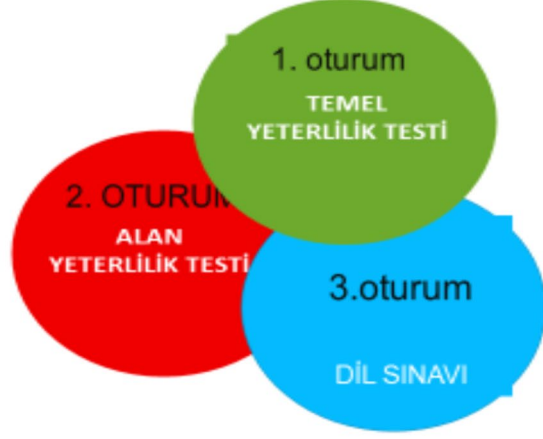 1. oturum
TEMEL
YETERLİLİK TESTİ
2. OTURUM
ALAN
YETERLİLİK TESTİ
3.oturum
DİL SINAVI